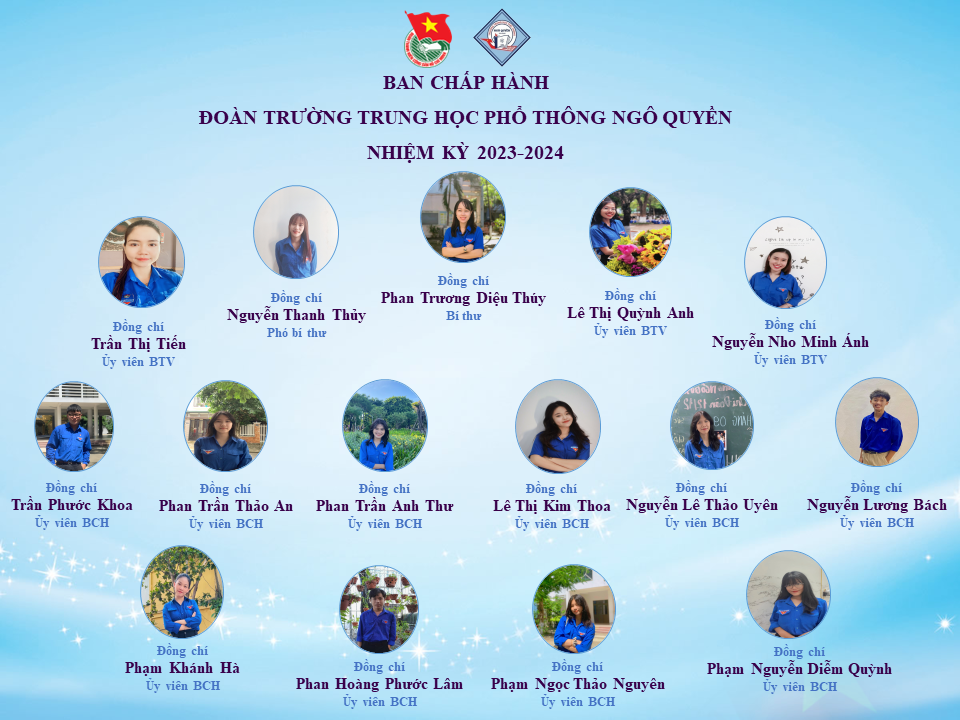 BAN CHẤP HÀNH
ĐOÀN TRƯỜNG TRUNG HỌC PHỔ THÔNG NGÔ QUYỀN
NHIỆM KỲ 2023-2024
Đồng chí
Trần Thị Tiến
Ủy viên BTV
Đồng chí
Nguyễn Thanh Thủy
Phó bí thư
Đồng chí
Phan Trương Diệu Thúy
Bí thư
Đồng chí
Lê Thị Quỳnh Anh
Ủy viên BTV
Đồng chí
Nguyễn Nho Minh Ánh
Ủy viên BTV
Đồng chí
Trần Phước Khoa
Ủy viên BCH
Đồng chí
Phan Trần Thảo An
Ủy viên BCH
Đồng chí
Phan Trần Anh Thư
Ủy viên BCH
Đồng chí
Lê Thị Kim Thoa
Ủy viên BCH
Đồng chí
Nguyễn Lê Thảo Uyên
Ủy viên BCH
Đồng chí
Nguyễn Lương Bách
Ủy viên BCH
Đồng chí
Phạm Khánh Hà
Ủy viên BCH
Đồng chí
Phan Hoàng Phước Lâm
Ủy viên BCH
Đồng chí
Phạm Ngọc Thảo Nguyên
Ủy viên BCH
Đồng chí
Phạm Nguyễn Diễm Quỳnh
Ủy viên BCH